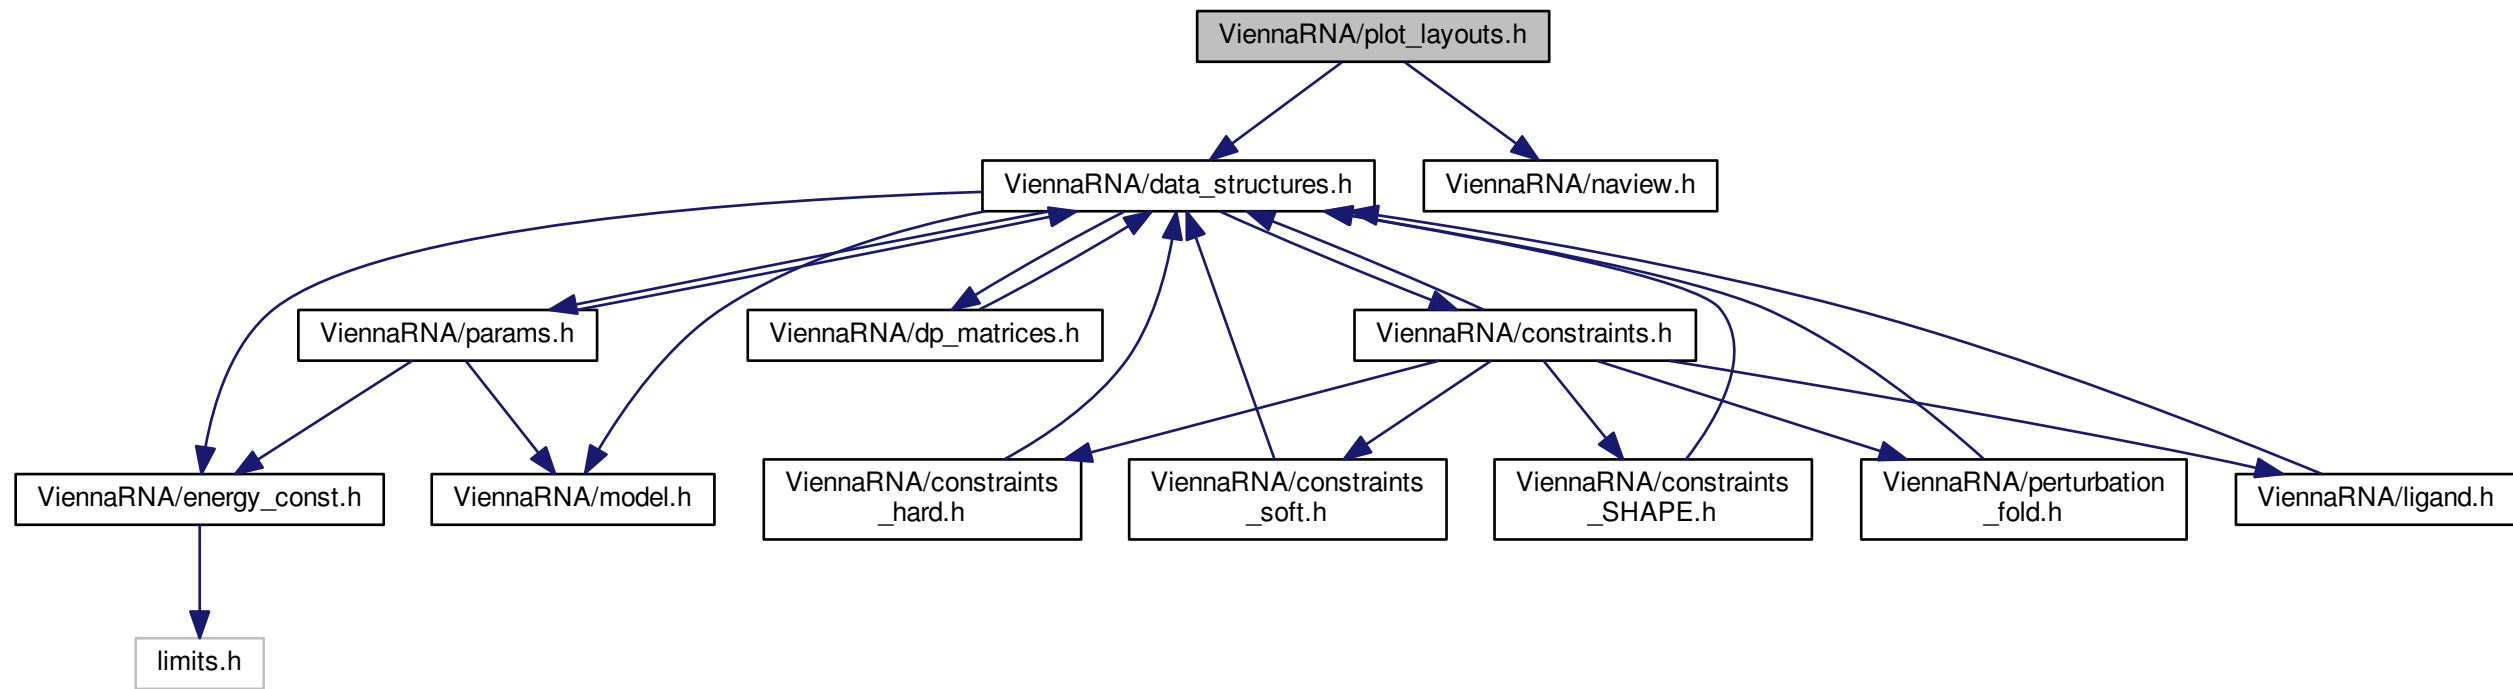 ViennaRNA/plot_layouts.h
ViennaRNA/data_structures.h
ViennaRNA/naview.h
ViennaRNA/params.h
ViennaRNA/dp_matrices.h
ViennaRNA/constraints.h
ViennaRNA/energy_const.h
ViennaRNA/model.h
ViennaRNA/constraints
_hard.h
ViennaRNA/constraints
_soft.h
ViennaRNA/constraints
_SHAPE.h
ViennaRNA/perturbation
_fold.h
ViennaRNA/ligand.h
limits.h